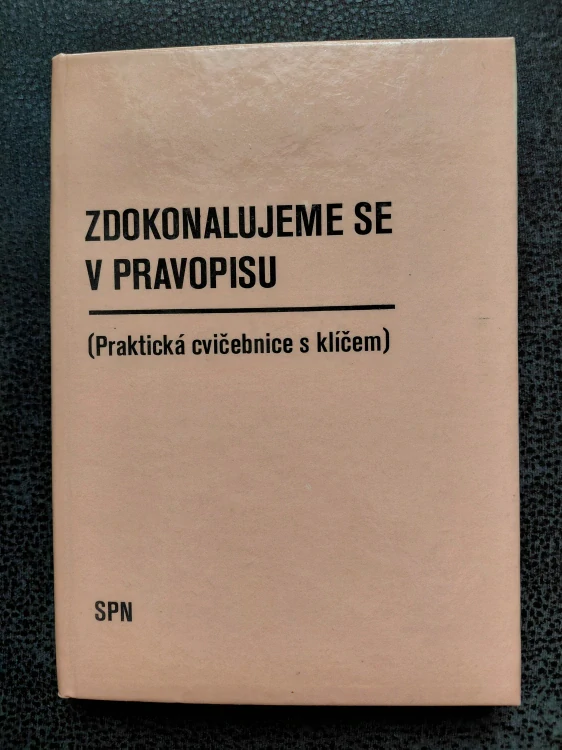 ZDOKONALUJEME SE
V PRAVOPISU
(Praktická cvičebnice s klíčem)
SPN